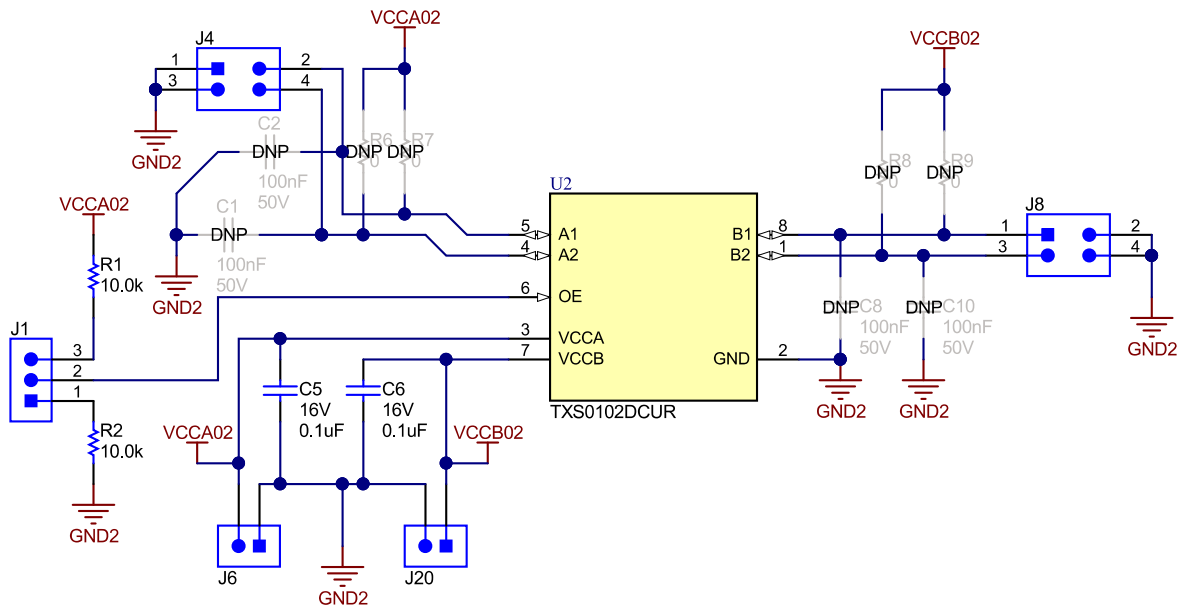 VCCA02
J4
1
2
3
4
GND2
C2
DNP
100nF
50V
R6
DNP
0
R7
DNP
0
VCCB02
R8
DNP
0
R9
DNP
0
C1
DNP
100nF
50V
GND2
VCCA02
R1
10.0k
J1
3
2
1
R2
10.0k
GND2
U2
5
A1
4
A2
6
OE
3
VCCA
7
VCCB
B1
8
B2
1
GND
2
TXS0102DCUR
J8
1
2
3
4
GND2
DNP
C8
100nF
50V
DNP
C10
100nF
50V
GND2
GND2
C5
16V
0.1uF
C6
16V
0.1uF
VCCA02
VCCB02
J6
J20
GND2